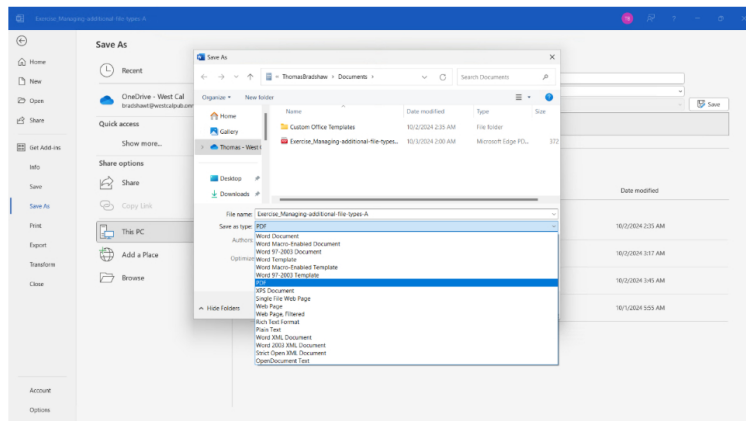 Exercise_Managing-additional-file-types-A
TB
?
Save As
Home
New
Open
Share
Get Add-ins
Info
Save
Save As
Print
Export
Transform
Close
Account
Options
Recent
OneDrive - West Cal
Quick access
Show more...
Share options
Share
Copy Link
This PC
Add a Place
Browse
Save As
ThomasBradshaw › Documents ›
Search Documents
Organize
New folder
Home
Gallery
Thomas - West
Desktop
Downloads
Name
Date modified
Type
Size
Custom Office Templates
10/2/2024 2:35 AM
File folder
Exercise_Managing-additional-file-types...
10/3/2024 2:00 AM
Microsoft Edge PD...
572
File name:
Exercise_Managing-additional-file-types-A
Save as type:
PDF
Authors
Word Document
Word Macro-Enabled Document
Word 97-2003 Document
Word Template
Word Macro-Enabled Template
Word 97-2003 Template
PDF
XPS Document
Single File Web Page
Web Page
Web Page, Filtered
Rich Text Format
Plain Text
Word XML Document
Word 2003 XML Document
Strict Open XML Document
OpenDocument Text
Hide Folders
Save
Date modified
10/2/2024 2:35 AM
10/2/2024 3:17 AM
10/2/2024 3:45 AM
10/1/2024 5:55 AM